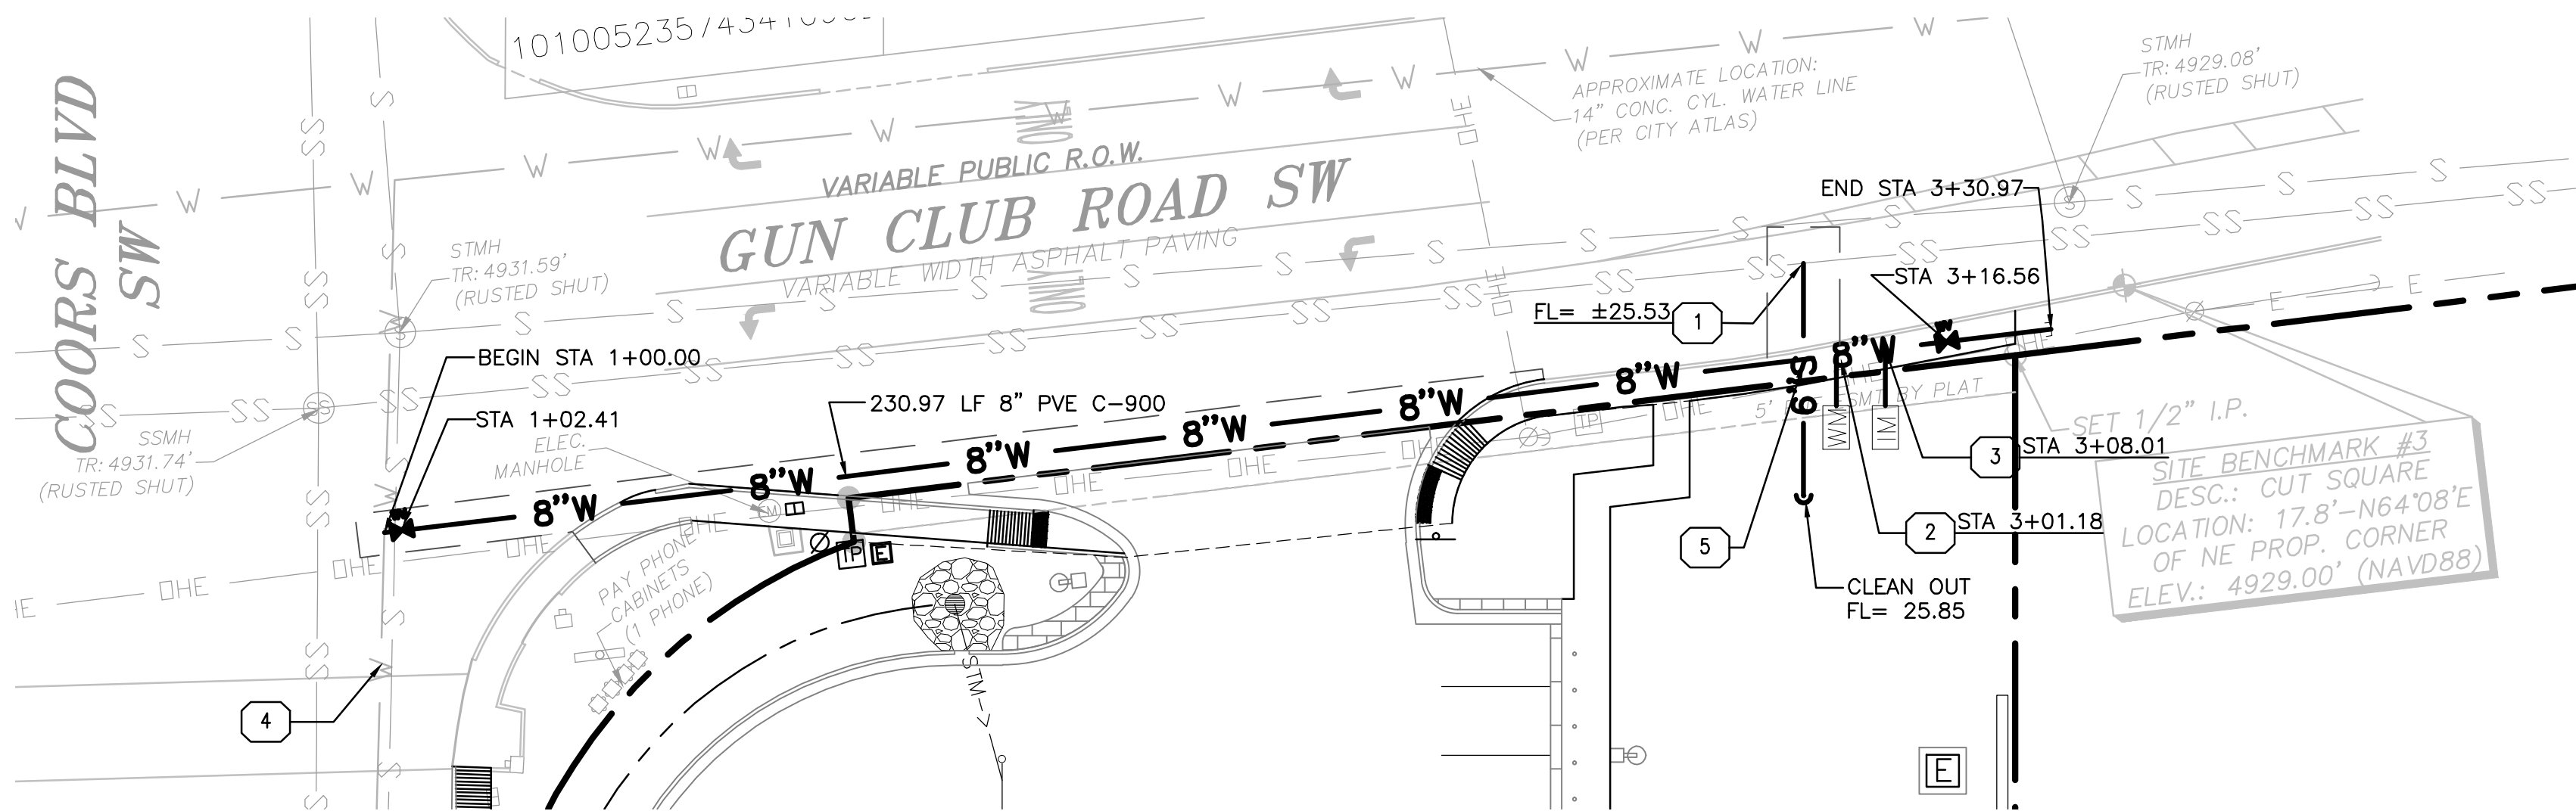 COORS BLVD
SW
VARIABLE PUBLIC R.O.W.
GUN CLUB ROAD SW
VARIABLE WIDTH ASPHALT PAVING
ONLY
ONLY
APPROXIMATE LOCATION:
14" CONC. CYL. WATER LINE
(PER CITY ATLAS)
STMH
TR: 4929.08'
(RUSTED SHUT)
STMH
TR: 4931.59'
(RUSTED SHUT)
SSMH
TR: 4931.74'
(RUSTED SHUT)
BEGIN STA 1+00.00
STA 1+02.41
ELEC.
MANHOLE
230.97 LF 8" PVE C-900
8"W
8"W
8"W
8"W
8"W
8"W
8"W
6"S
END STA 3+30.97
STA 3+16.56
FL= ±25.53
1
WM
IM
3
STA 3+08.01
2
STA 3+01.18
5
4
CLEAN OUT
FL= 25.85
SET 1/2" I.P.
SITE BENCHMARK #3
DESC.: CUT SQUARE
LOCATION: 17.8'-N64°08'E
OF NE PROP. CORNER
ELEV.: 4929.00' (NAVD88)
PAY PHONE
CABINETS
(1 PHONE)
TP
E
TP
M
STM
E